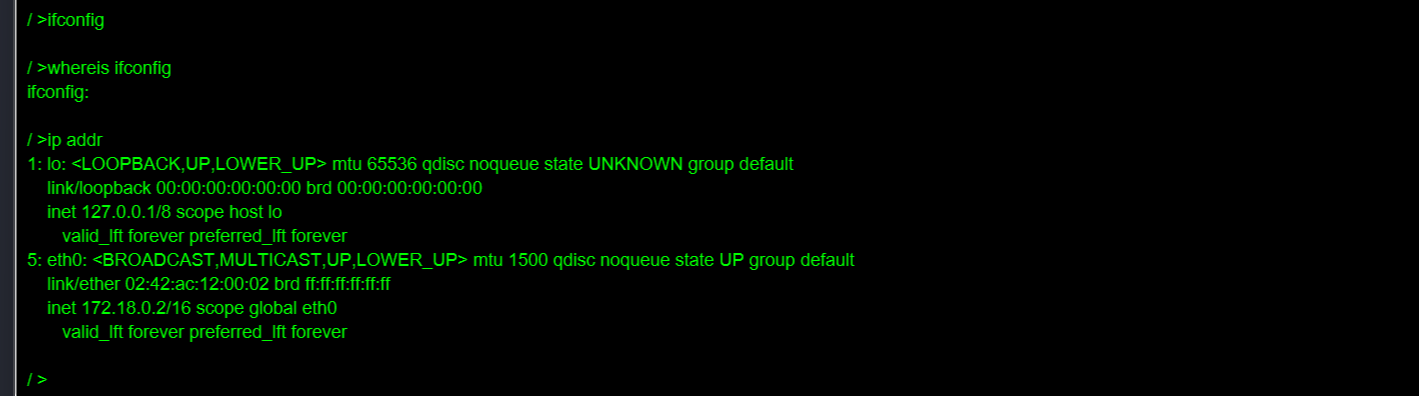 / >ifconfig
/ >whereis ifconfig
ifconfig:
/ >ip addr
1: lo: <LOOPBACK,UP,LOWER_UP> mtu 65536 qdisc noqueue state UNKNOWN group default
link/loopback 00:00:00:00:00:00 brd 00:00:00:00:00:00
inet 127.0.0.1/8 scope host lo
valid_lft forever preferred_lft forever
5: eth0: <BROADCAST,MULTICAST,UP,LOWER_UP> mtu 1500 qdisc noqueue state UP group default
link/ether 02:42:ac:12:00:02 brd ff:ff:ff:ff:ff:ff
inet 172.18.0.2/16 scope global eth0
valid_lft forever preferred_lft forever
/ >